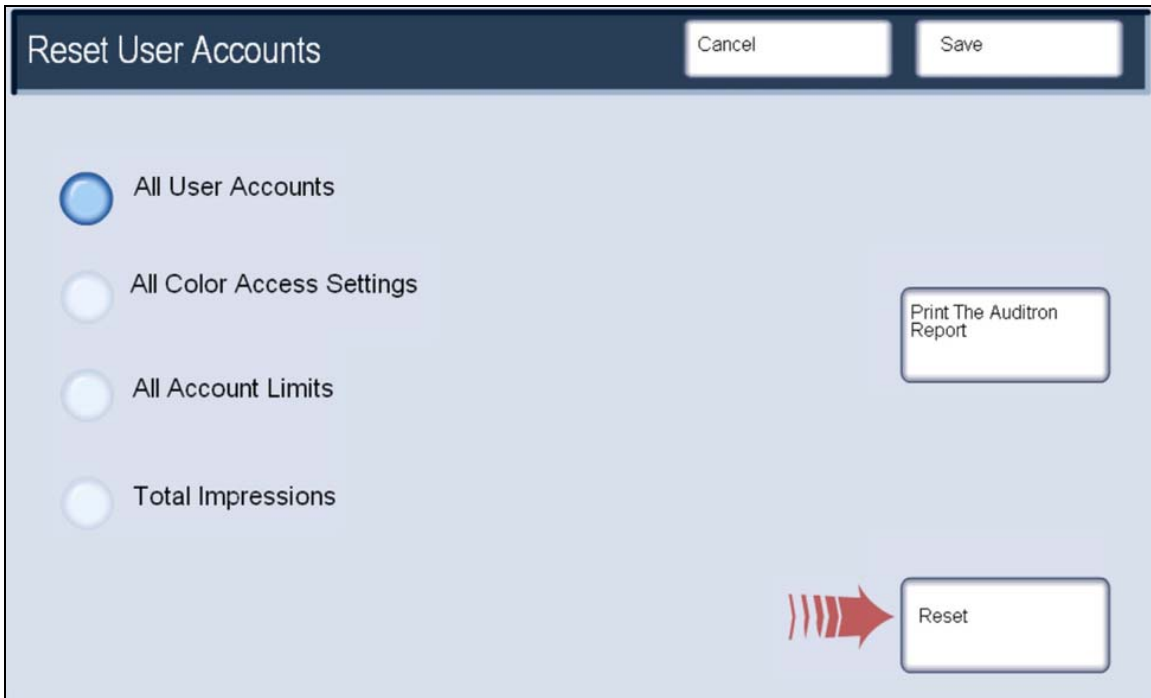 Reset User Accounts
Cancel
Save
All User Accounts
All Color Access Settings
Print The Auditron
Report
All Account Limits
Total Impressions
Reset